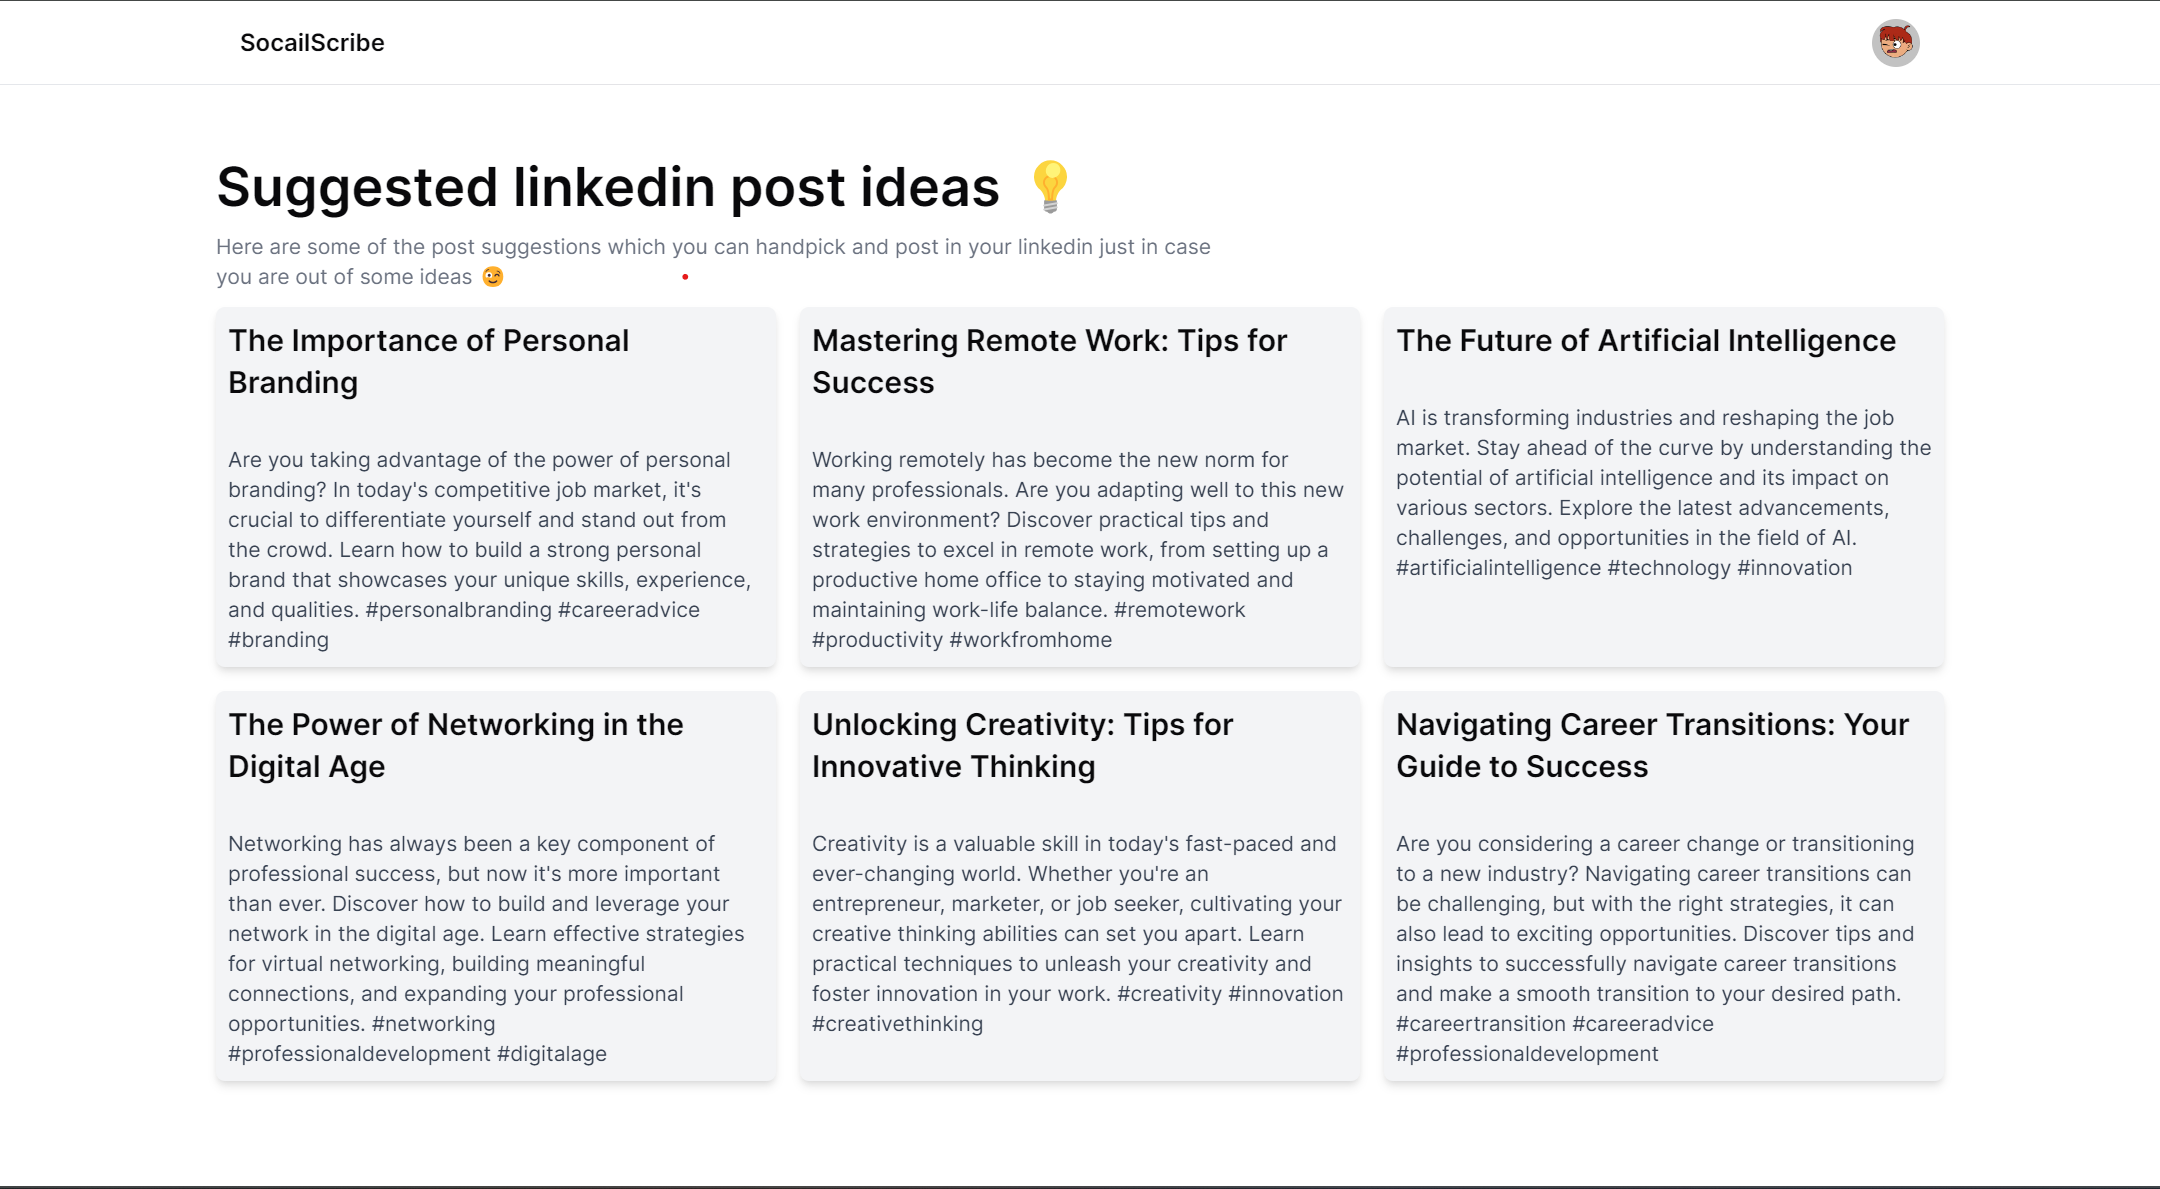 SocailScribe
Suggested linkedin post ideas 💡
Here are some of the post suggestions which you can handpick and post in your linkedin just in case
you are out of some ideas 😉
The Importance of Personal
Branding
Are you taking advantage of the power of personal
branding? In today's competitive job market, it's
crucial to differentiate yourself and stand out from
the crowd. Learn how to build a strong personal
brand that showcases your unique skills, experience,
and qualities. #personalbranding #careeradvice
#branding
Mastering Remote Work: Tips for
Success
Working remotely has become the new norm for
many professionals. Are you adapting well to this new
work environment? Discover practical tips and
strategies to excel in remote work, from setting up a
productive home office to staying motivated and
maintaining work-life balance. #remotework
#productivity #workfromhome
The Future of Artificial Intelligence
AI is transforming industries and reshaping the job
market. Stay ahead of the curve by understanding the
potential of artificial intelligence and its impact on
various sectors. Explore the latest advancements,
challenges, and opportunities in the field of AI.
#artificialintelligence #technology #innovation
The Power of Networking in the
Digital Age
Networking has always been a key component of
professional success, but now it's more important
than ever. Discover how to build and leverage your
network in the digital age. Learn effective strategies
for virtual networking, building meaningful
connections, and expanding your professional
opportunities. #networking
#professionaldevelopment #digitalage
Unlocking Creativity: Tips for
Innovative Thinking
Creativity is a valuable skill in today's fast-paced and
ever-changing world. Whether you're an
entrepreneur, marketer, or job seeker, cultivating your
creative thinking abilities can set you apart. Learn
practical techniques to unleash your creativity and
foster innovation in your work. #creativity #innovation
#creativethinking
Navigating Career Transitions: Your
Guide to Success
Are you considering a career change or transitioning
to a new industry? Navigating career transitions can
be challenging, but with the right strategies, it can
also lead to exciting opportunities. Discover tips and
insights to successfully navigate career transitions
and make a smooth transition to your desired path.
#careertransition #careeradvice
#professionaldevelopment